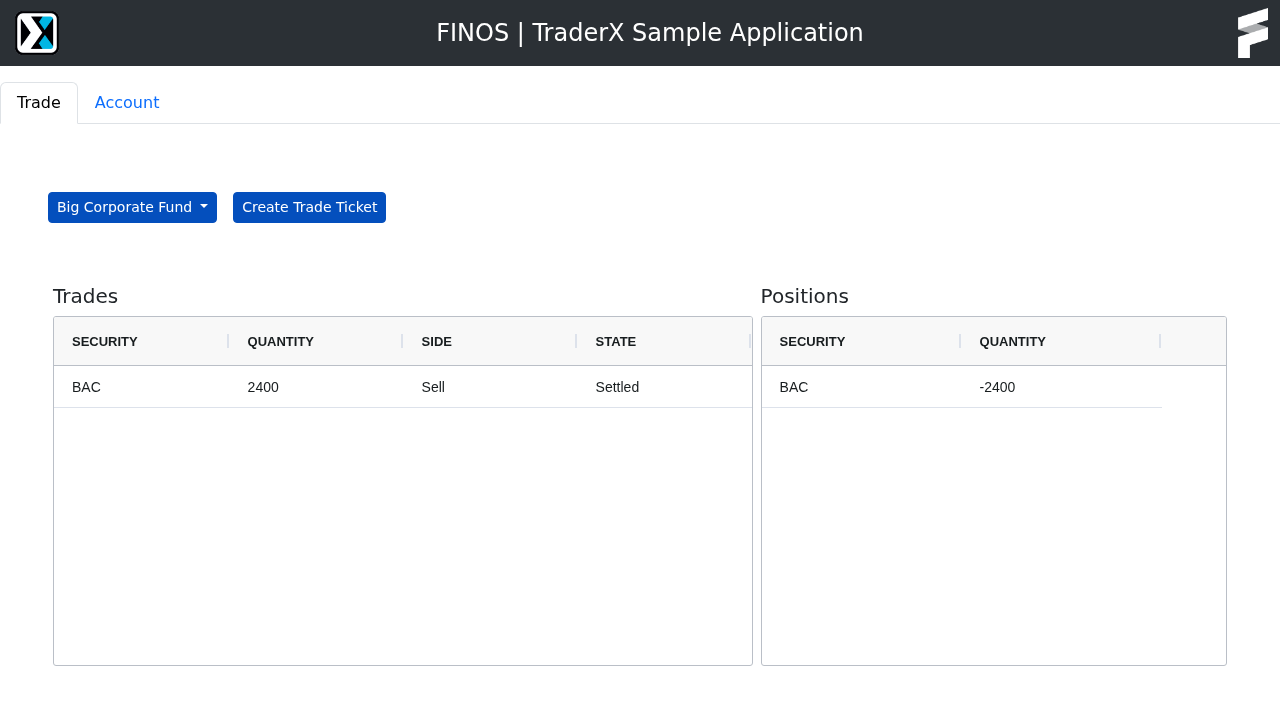 FINOS | TraderX Sample Application
Trade
Account
Big Corporate Fund
Create Trade Ticket
Trades
SECURITY QUANTITY SIDE STATE
BAC 2400 Sell Settled
Positions
SECURITY QUANTITY
BAC -2400